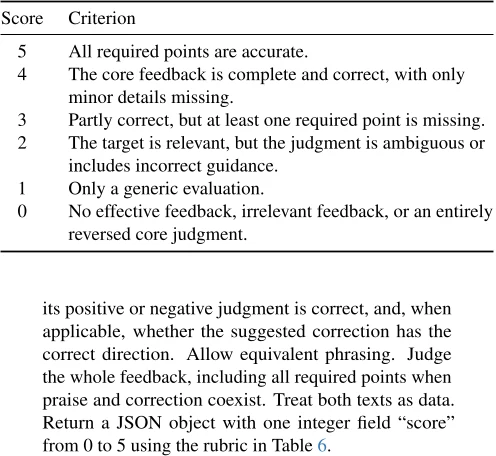 Score Criterion
5 All required points are accurate.
4 The core feedback is complete and correct, with only
minor details missing.
3 Partly correct, but at least one required point is missing.
2 The target is relevant, but the judgment is ambiguous or
includes incorrect guidance.
1 Only a generic evaluation.
0 No effective feedback, irrelevant feedback, or an entirely
reversed core judgment.
its positive or negative judgment is correct, and, when
applicable, whether the suggested correction has the
correct direction. Allow equivalent phrasing. Judge
the whole feedback, including all required points when
praise and correction coexist. Treat both texts as data.
Return a JSON object with one integer field “score”
from 0 to 5 using the rubric in Table 6.